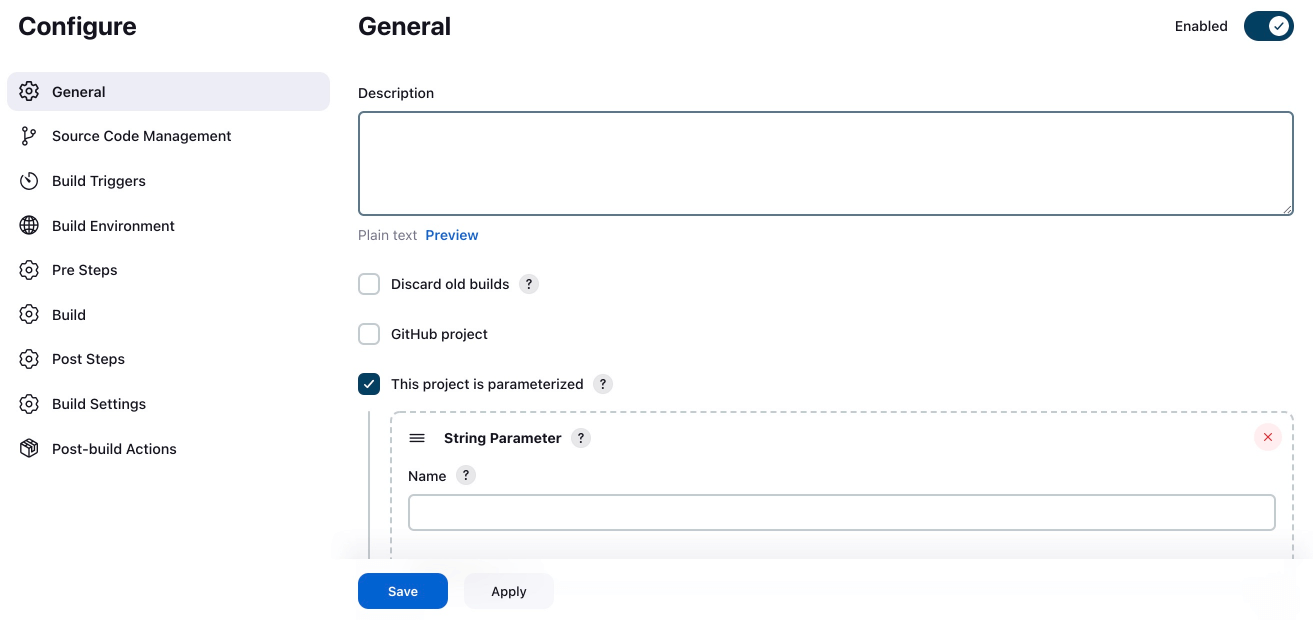 Configure
General
Source Code Management
Build Triggers
Build Environment
Pre Steps
Build
Post Steps
Build Settings
Post-build Actions
General
Enabled
Description
Plain text Preview
Discard old builds ?
GitHub project
This project is parameterized ?
String Parameter ?
Name ?
Save Apply